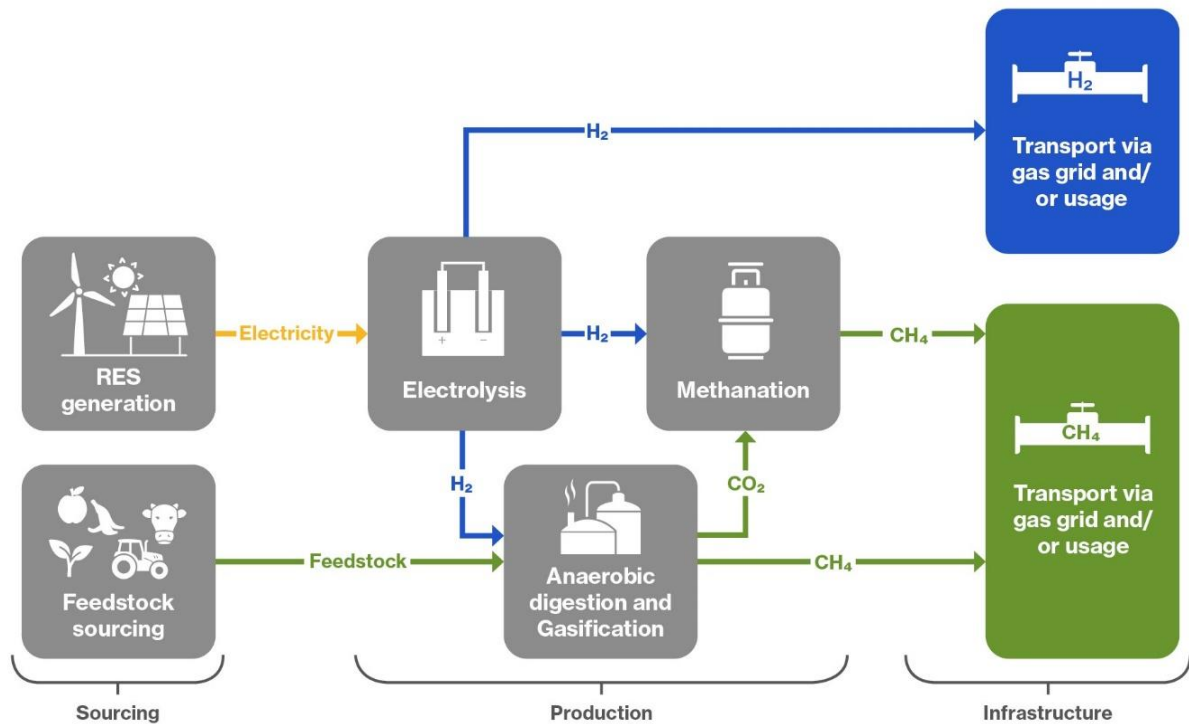 H₂
H₂
Transport via
gas grid and/
or usage
RES
generation
Electricity
+
−
Electrolysis
H₂
Methanation
CH₄
CH₄
Transport via
gas grid and/
or usage
Feedstock
sourcing
Feedstock
H₂
Anaerobic
digestion and
Gasification
CO₂
CH₄
Sourcing
Production
Infrastructure